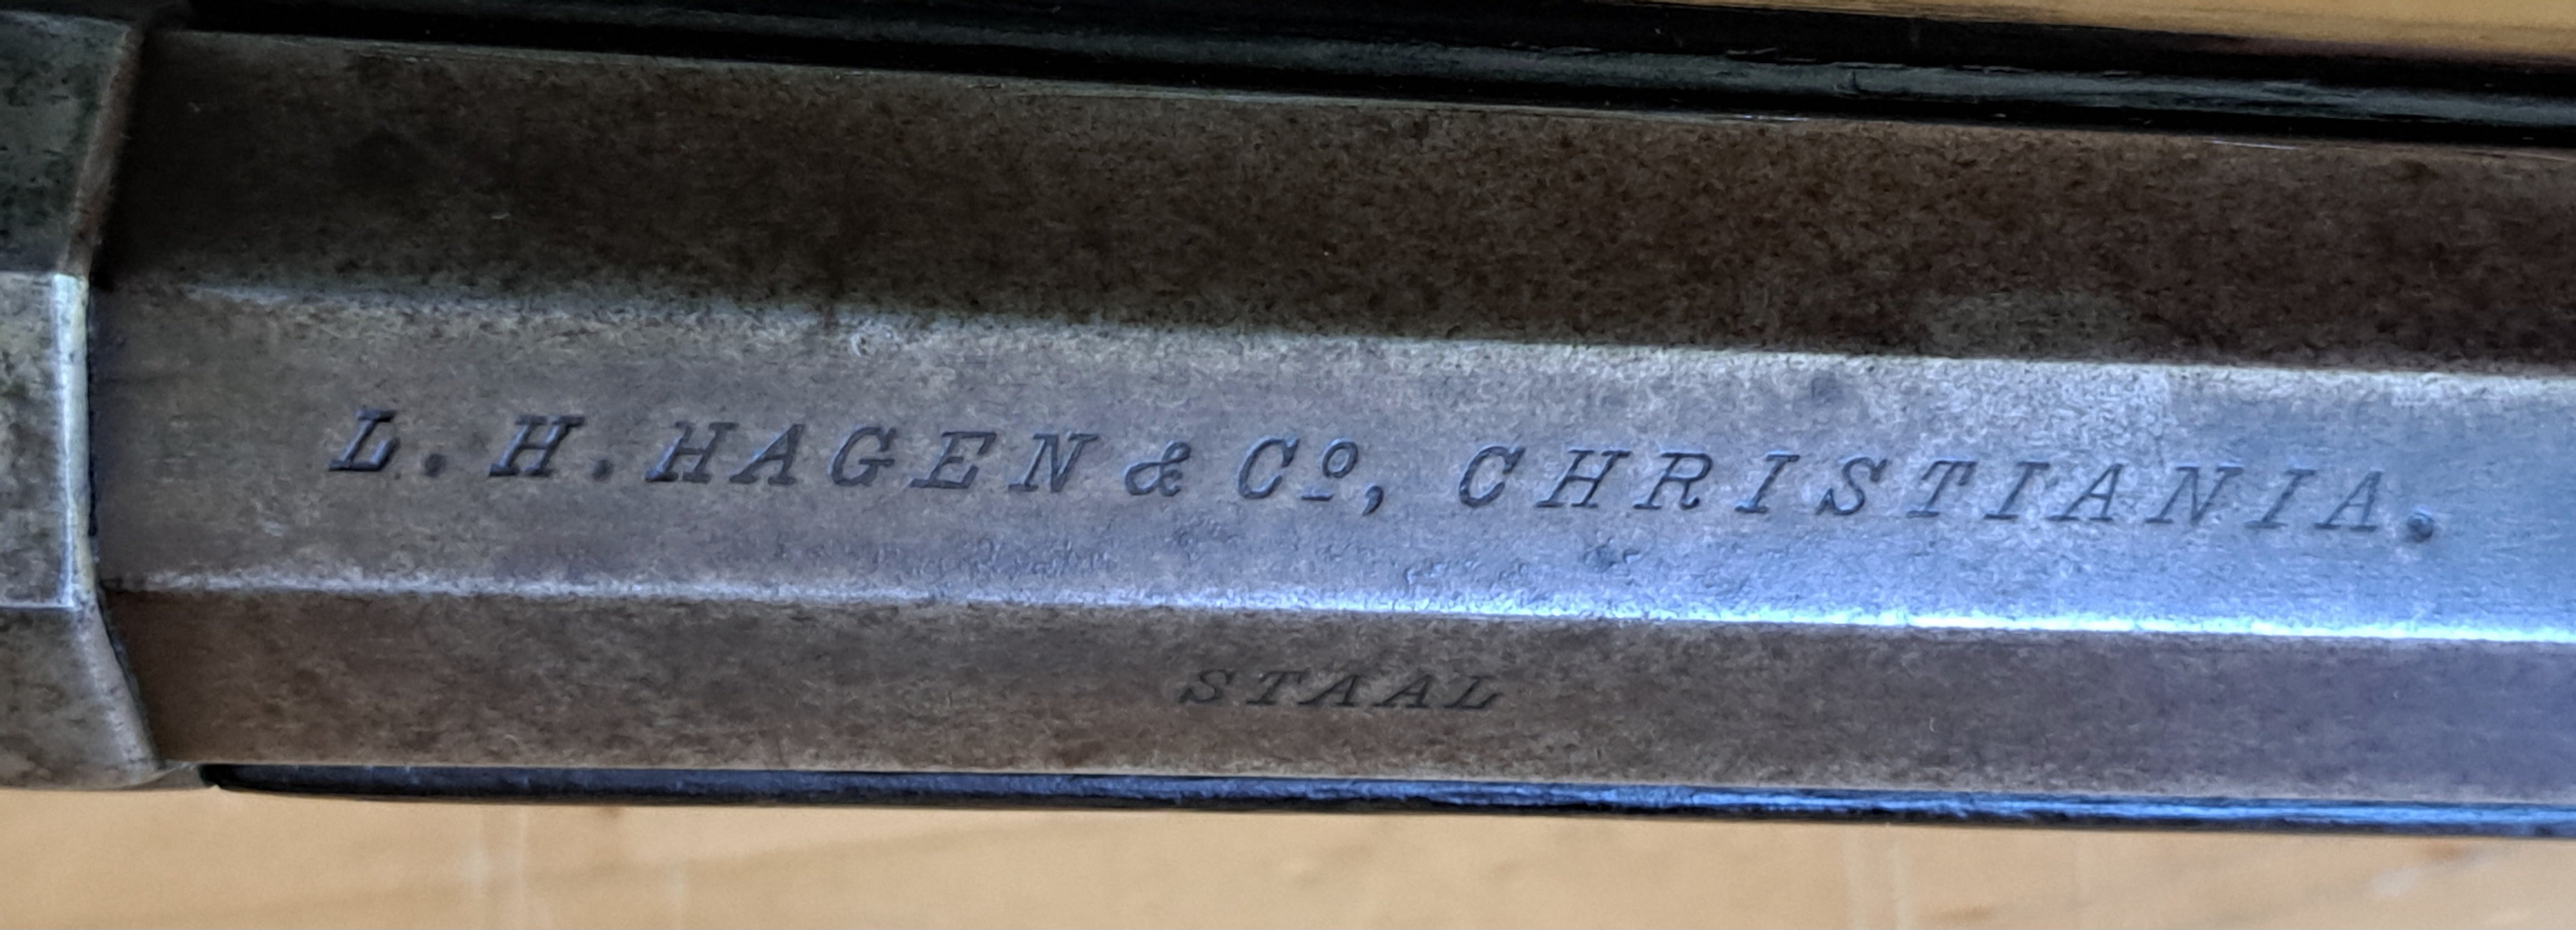 L. H. HAGEN & Cº, CHRISTIANIA.
STAAL